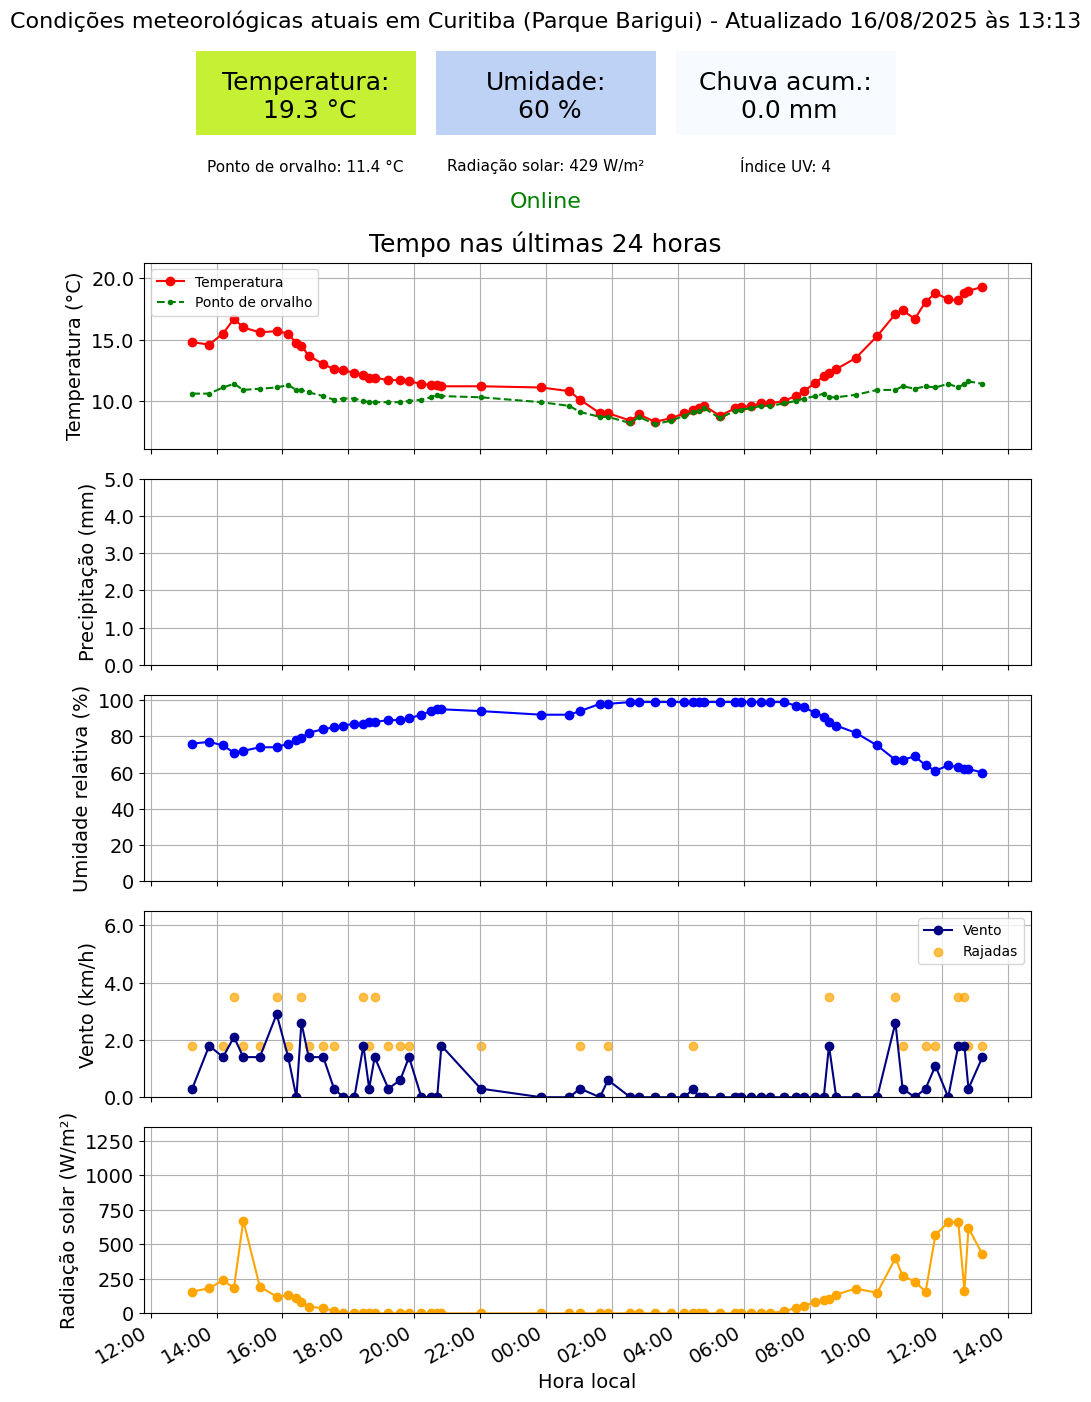 Condições meteorológicas atuais em Curitiba (Parque Barigui) - Atualizado 16/08/2025 às 13:13
Temperatura:
19.3 °C
Umidade:
60 %
Chuva acum.:
0.0 mm
Ponto de orvalho: 11.4 °C
Radiação solar: 429 W/m²
Índice UV: 4
Online
Tempo nas últimas 24 horas
Temperatura (°C)
20.0
15.0
10.0
Temperatura
Ponto de orvalho
Precipitação (mm)
5.0
4.0
3.0
2.0
1.0
0.0
Umidade relativa (%)
100
80
60
40
20
0
Vento (km/h)
6.0
4.0
2.0
0.0
Vento
Rajadas
Radiação solar (W/m²)
1250
1000
750
500
250
0
12:00
14:00
16:00
18:00
20:00
22:00
00:00
02:00
04:00
06:00
08:00
10:00
12:00
14:00
Hora local